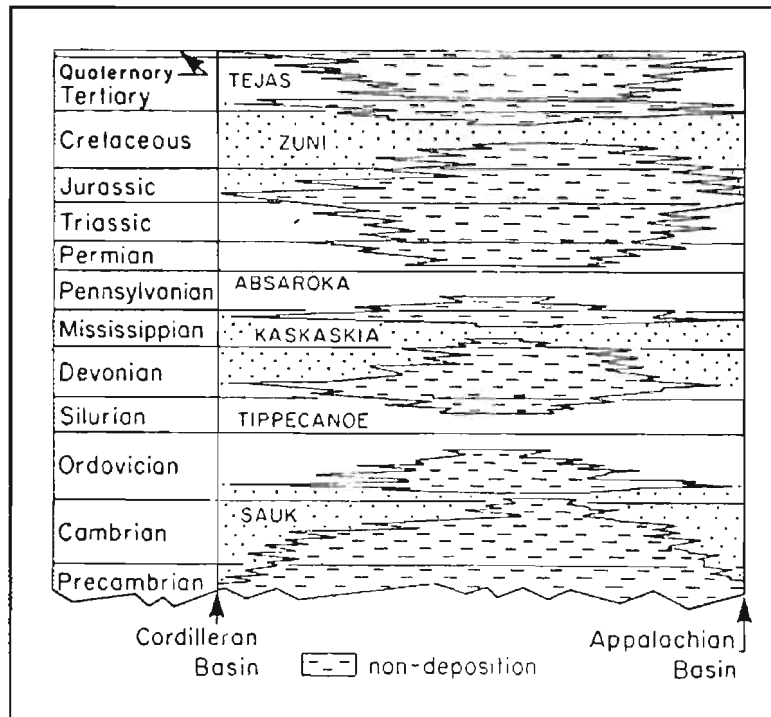 Quaternary
Tertiary
TEJAS
Cretaceous
ZUNI
Jurassic
Triassic
Permian
ABSAROKA
Pennsylvanian
Mississippian
KASKASKIA
Devonian
Silurian
TIPPECANOE
Ordovician
SAUK
Cambrian
Precambrian
Cordilleran
Basin
non-deposition
Appalachian
Basin